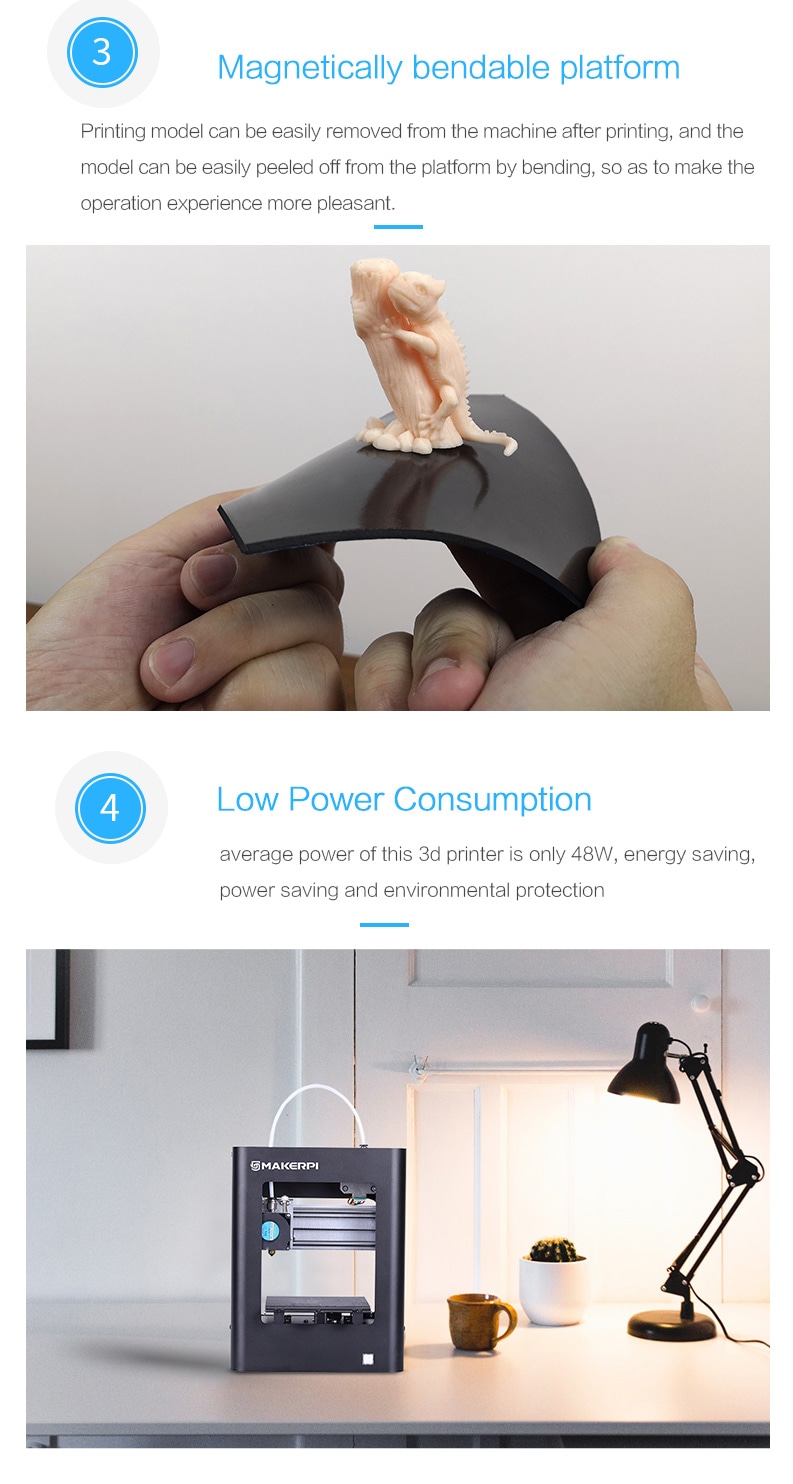 3
Magnetically bendable platform
Printing model can be easily removed from the machine after printing, and the
model can be easily peeled off from the platform by bending, so as to make the
operation experience more pleasant.
4
Low Power Consumption
average power of this 3d printer is only 48W, energy saving,
power saving and environmental protection
MAKERPI